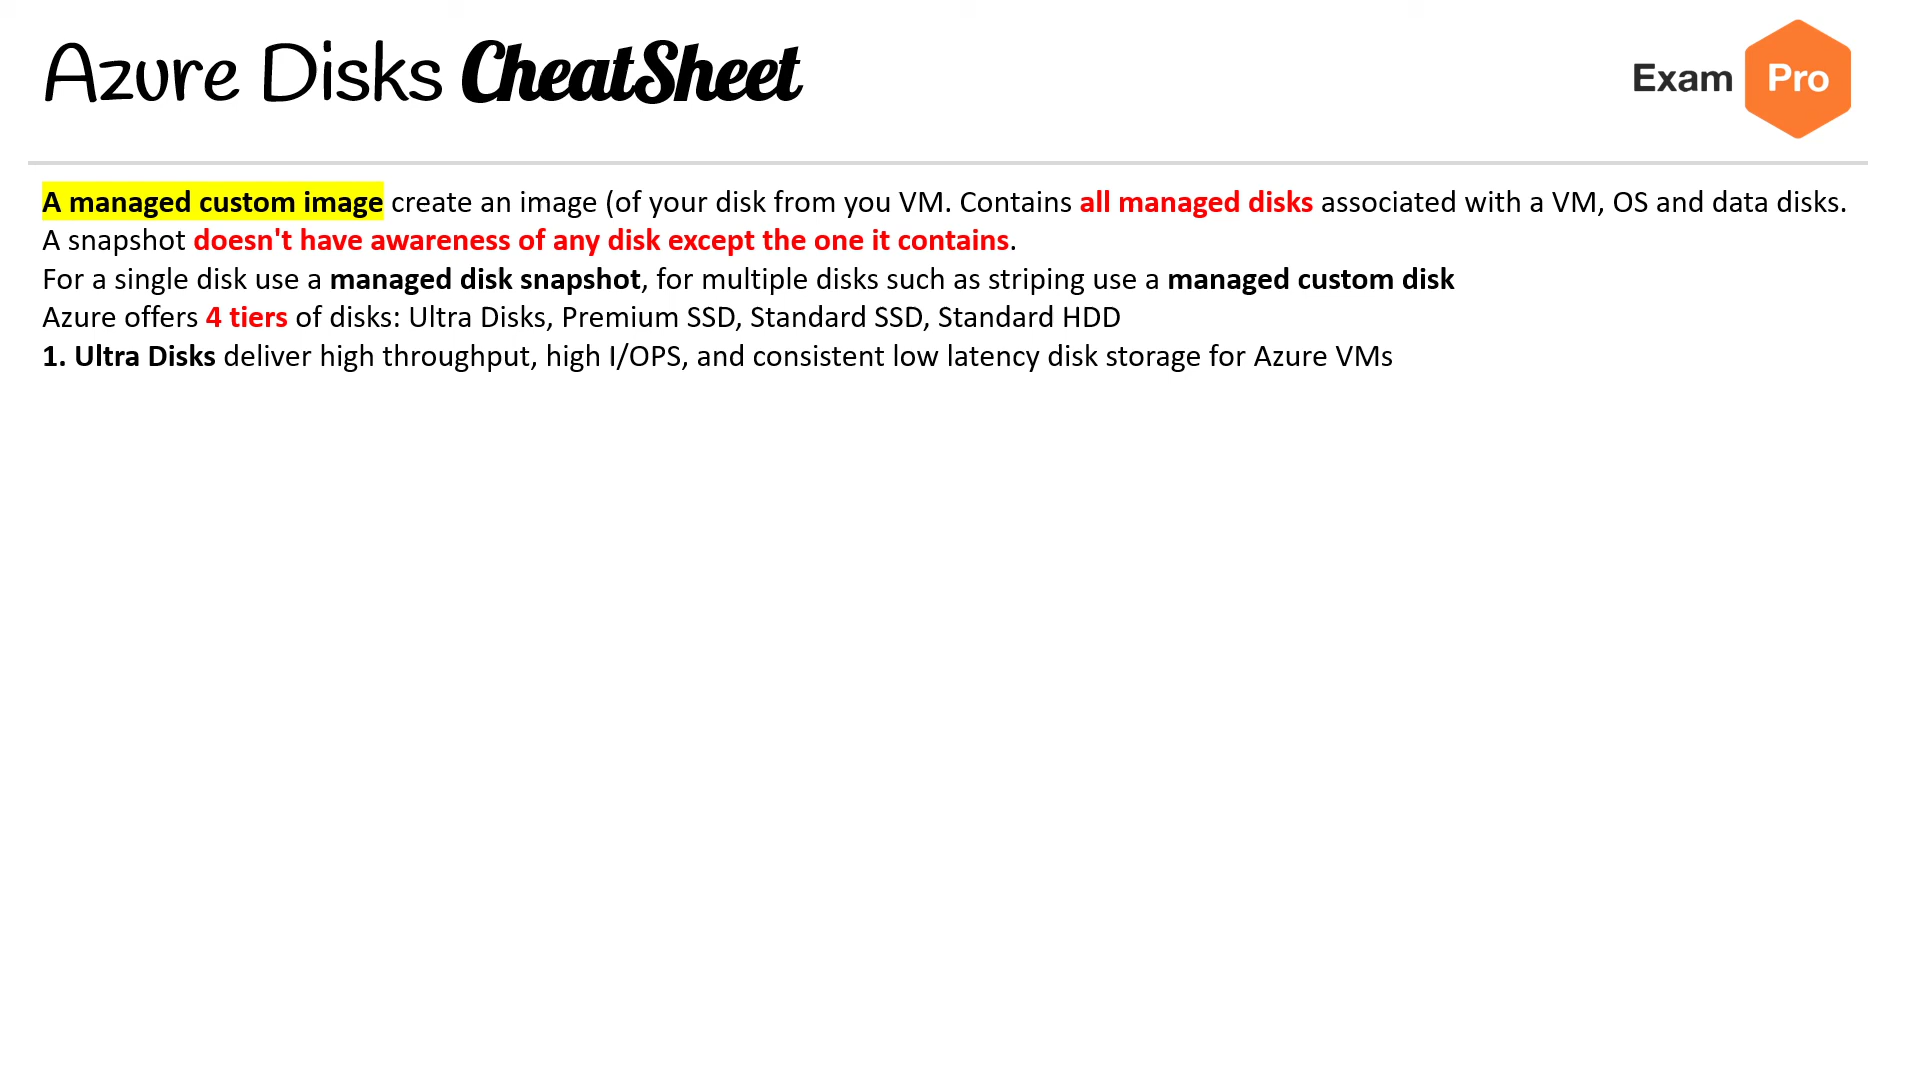 Azure Disks CheatSheet
Exam Pro
A managed custom image create an image (of your disk from you VM. Contains all managed disks associated with a VM, OS and data disks.
A snapshot doesn't have awareness of any disk except the one it contains.
For a single disk use a managed disk snapshot, for multiple disks such as striping use a managed custom disk
Azure offers 4 tiers of disks: Ultra Disks, Premium SSD, Standard SSD, Standard HDD
1. Ultra Disks deliver high throughput, high I/OPS, and consistent low latency disk storage for Azure VMs